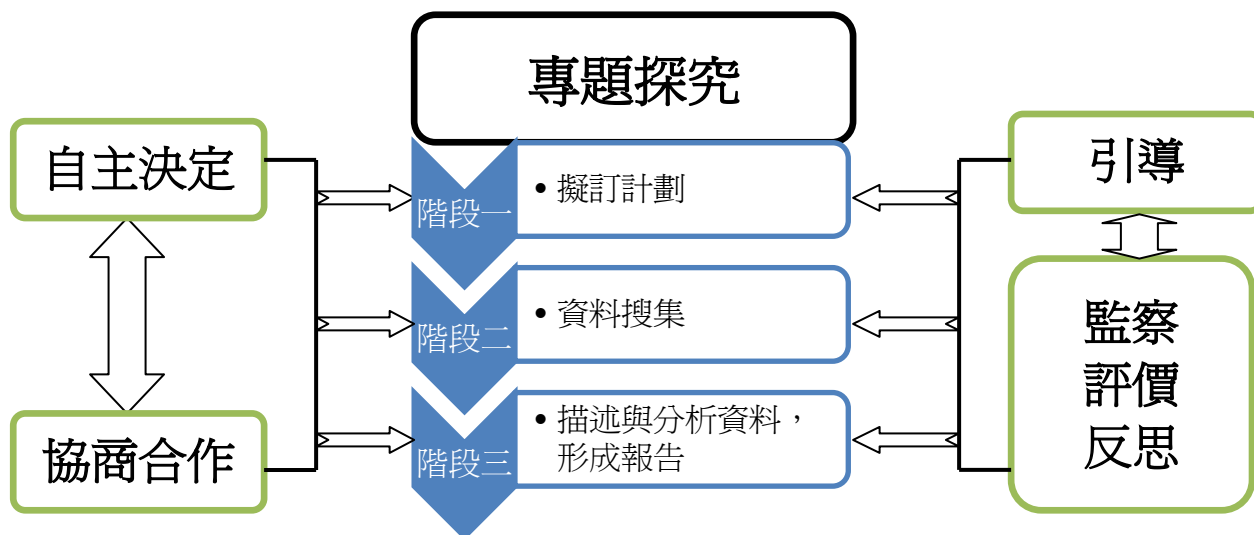 專題探究
自主決定
協商合作
階段一
• 擬訂計劃
階段二
• 資料搜集
階段三
• 描述與分析資料，
形成報告
引導
監察
評價
反思